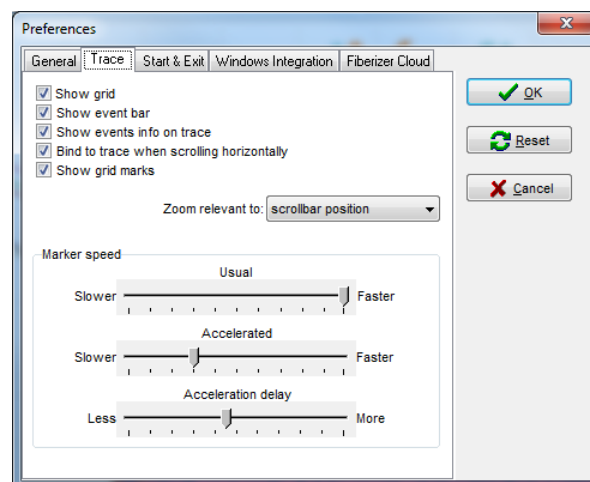 Preferences
General Trace Start & Exit Windows Integration Fiberizer Cloud
Show grid
Show event bar
Show events info on trace
Bind to trace when scrolling horizontally
Show grid marks
Zoom relevant to: scrollbar position
Marker speed
Usual
Slower Faster
Accelerated
Slower Faster
Acceleration delay
Less More
OK
Reset
Cancel